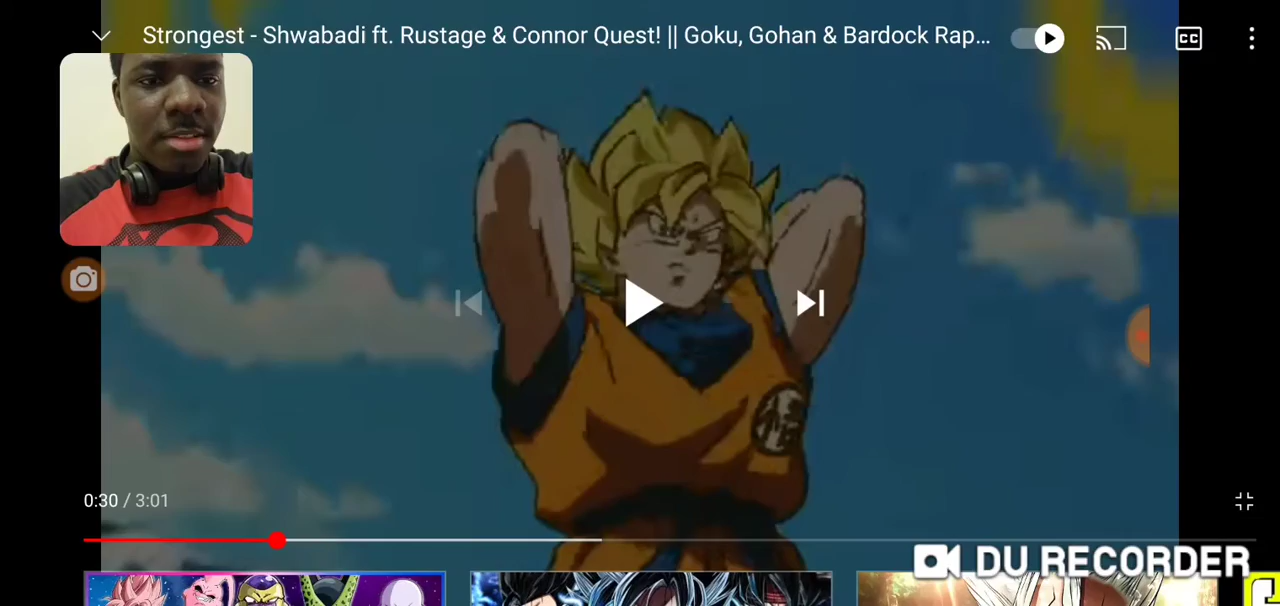 Strongest - Shwabadi ft. Rustage & Connor Quest! || Goku, Gohan & Bardock Rap...
CC
0:30 / 3:01
DU RECORDER